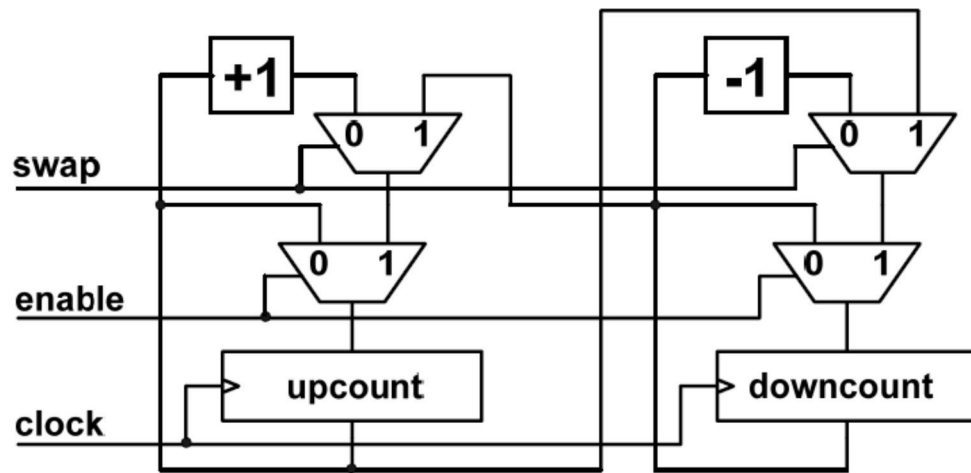 +1 -1
0 1 0 1
swap
0 1 0 1
enable
upcount downcount
clock